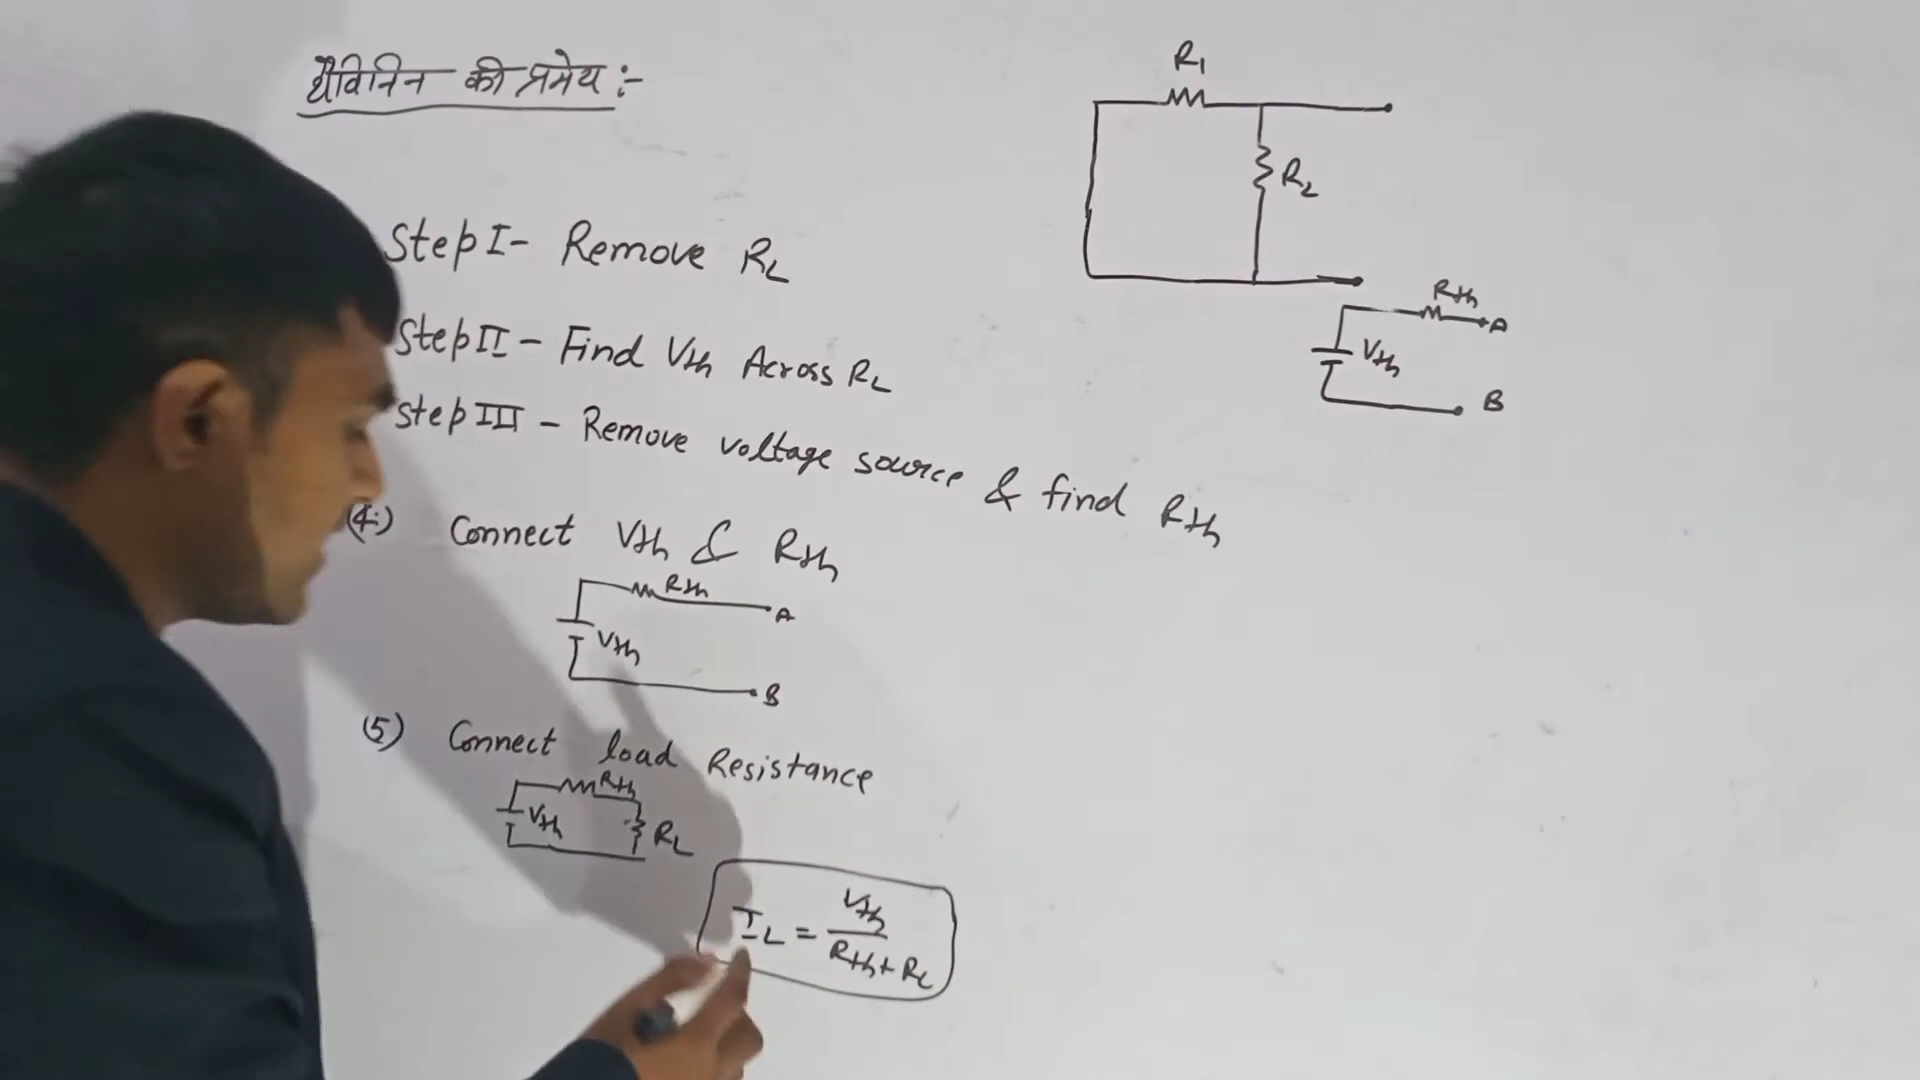 थैविनिन की प्रमेय :-
Step I - Remove RL
Step II - Find Vth Across RL
Step III - Remove voltage source & find Rth
(4.) Connect Vth & Rth
Rth
A
Vth
B
(5) Connect load Resistance
Rth
Vth
RL
IL = Vth / Rth + RL
R1
R2
Rth
A
Vth
B